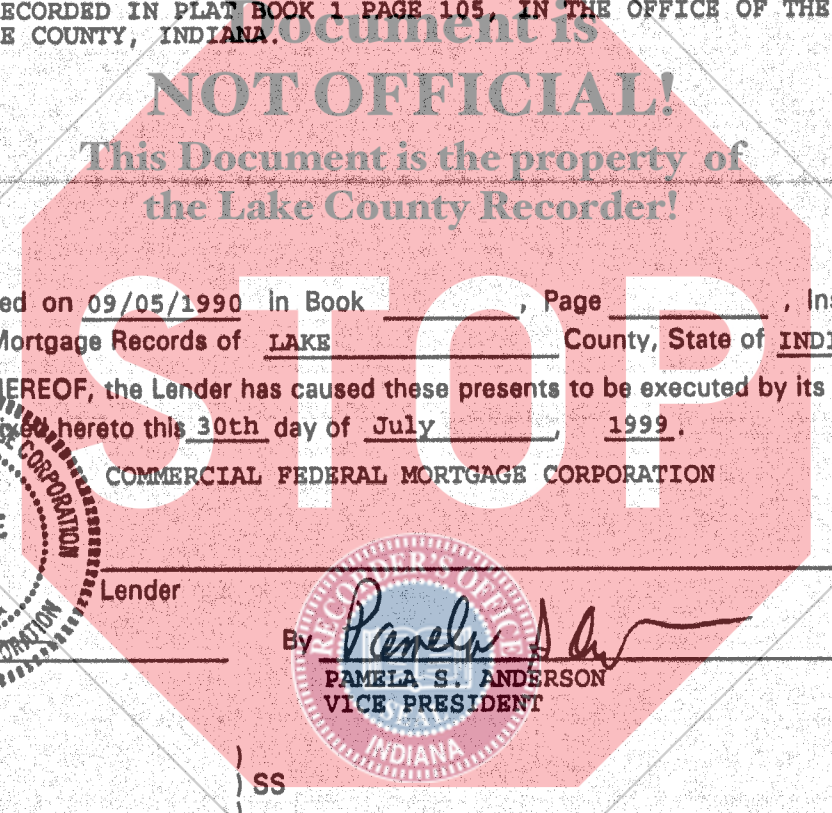 ECORDED IN PLAT BOOK 1 PAGE 105, IN THE OFFICE OF THE
E COUNTY, INDIANA.
Document is
NOT OFFICIAL!
This Document is the property of
the Lake County Recorder!
STOP
ed on 09/05/1990 in Book , Page , Ins
Mortgage Records of LAKE County, State of INDI
HEREOF, the Lender has caused these presents to be executed by its
hereto this 30th day of July , 1999.
COMMERCIAL FEDERAL MORTGAGE CORPORATION
CORPORATION
Lender
By Pamela S
PAMELA S. ANDERSON
VICE PRESIDENT
RECORDER'S OFFICE
SEAL
INDIANA
) SS